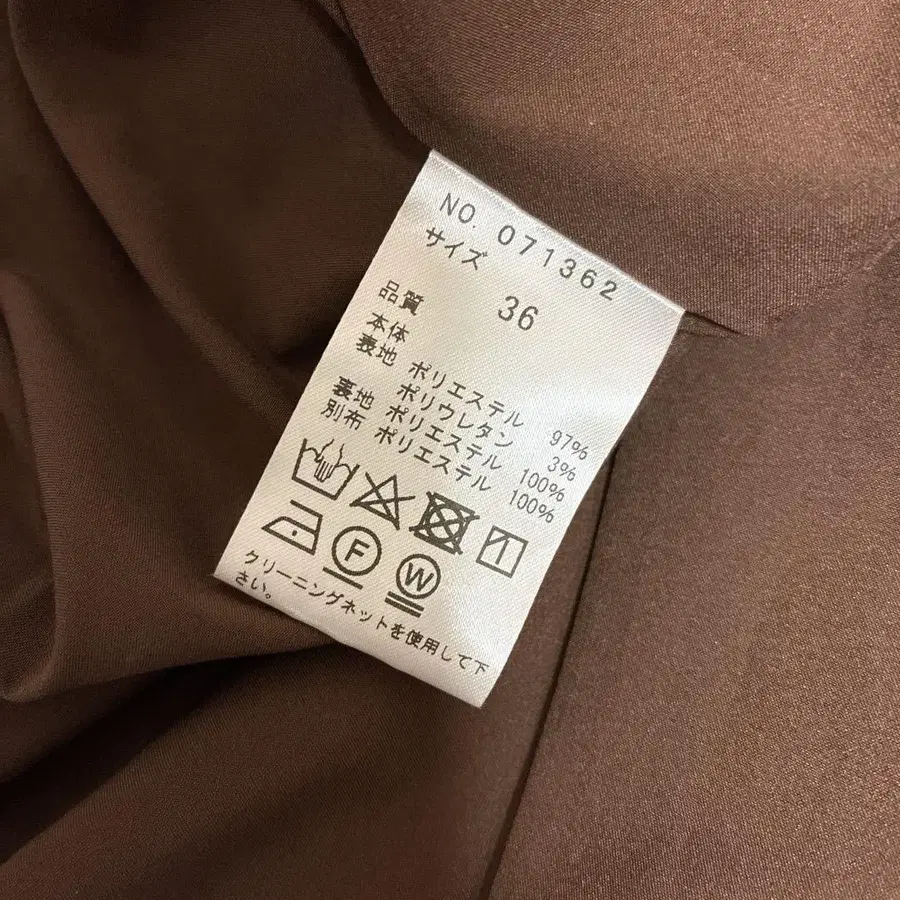 NO. 071362
サイズ
36
品質
本体
表地 ポリエステル 97%
ポリウレタン 3%
裏地 ポリエステル 100%
別布 ポリエステル 100%
F W
クリーニングネットを使用して下
さい。